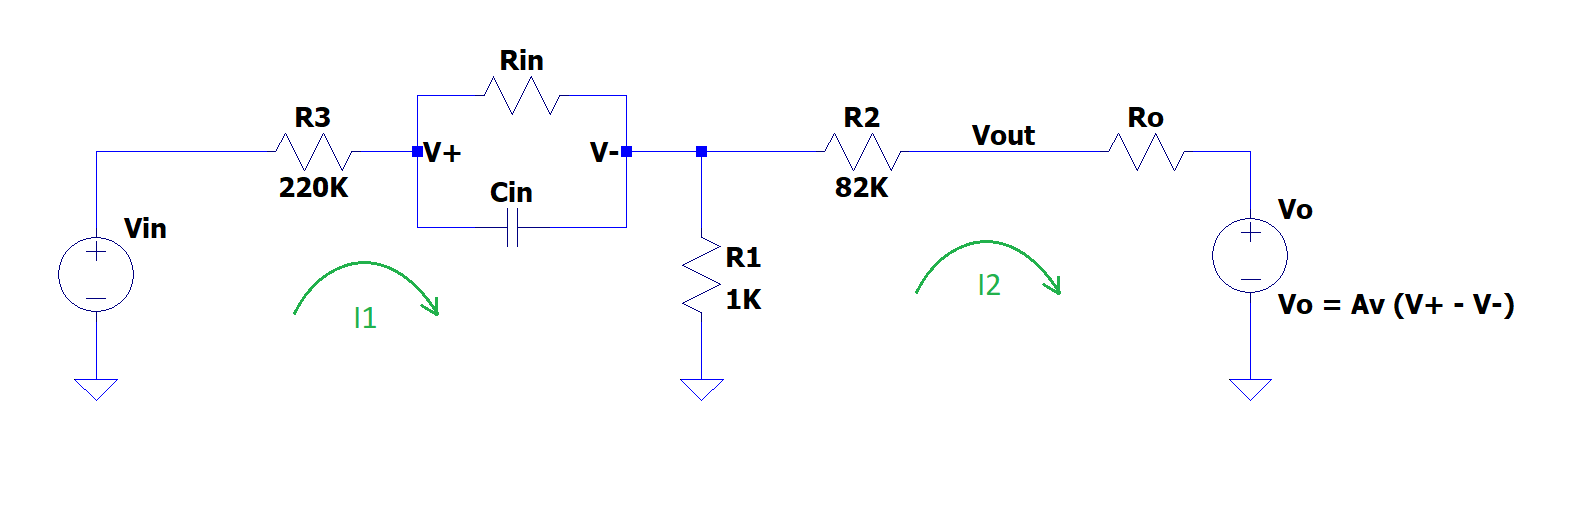 Rin
R3
220K
V+
V-
Cin
R2
82K
Vout
Ro
Vin
R1
1K
I1
I2
Vo
Vo = Av (V+ - V-)